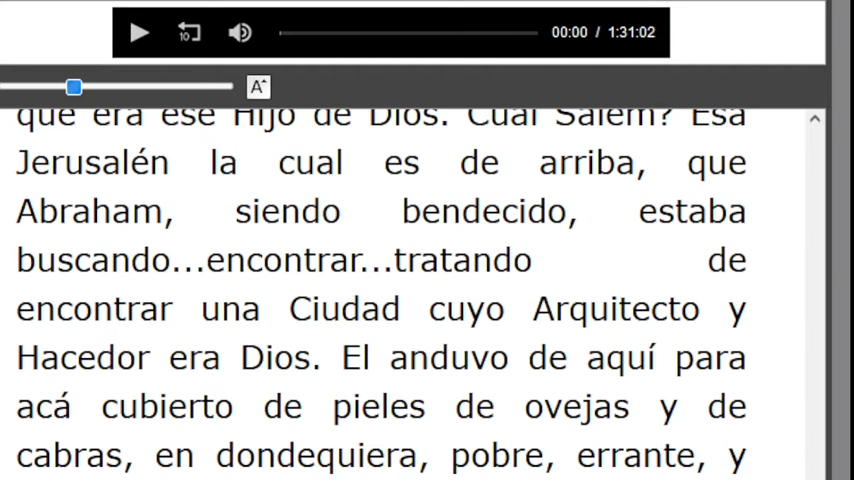 10 00:00 / 1:31:02
A
que era ese Hijo de Dios. Cuál Salem? Esa
Jerusalén la cual es de arriba, que
Abraham, siendo bendecido, estaba
buscando...encontrar...tratando de
encontrar una Ciudad cuyo Arquitecto y
Hacedor era Dios. El anduvo de aquí para
acá cubierto de pieles de ovejas y de
cabras, en dondequiera, pobre, errante, y